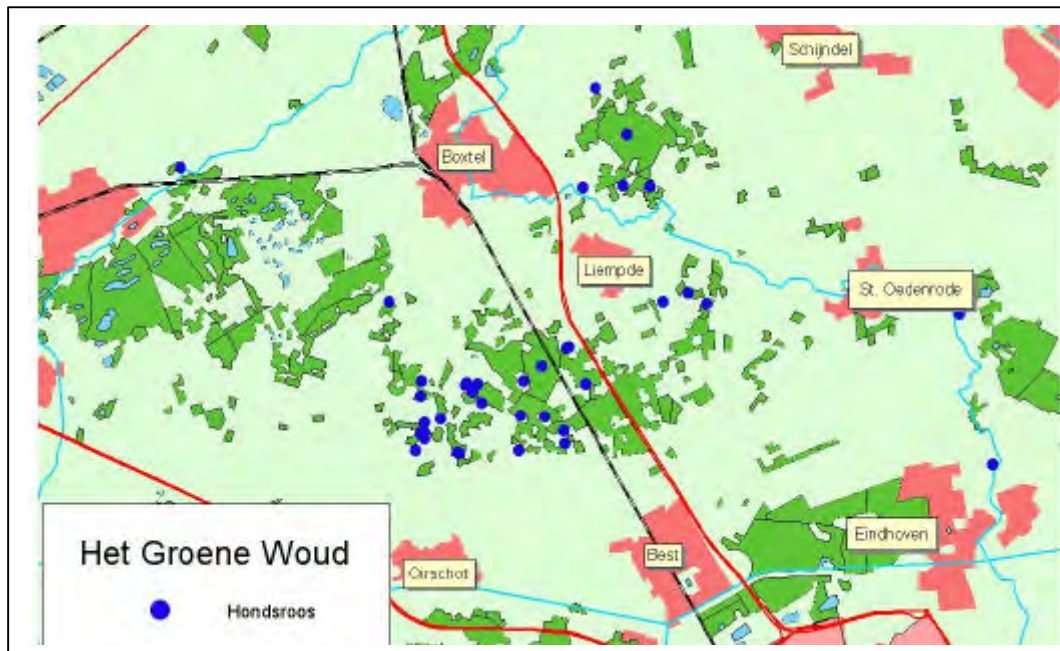 Schijndel
Boxtel
Liempde
St. Oedenrode
Eindhoven
Best
Oirschot
Het Groene Woud
Hondsroos